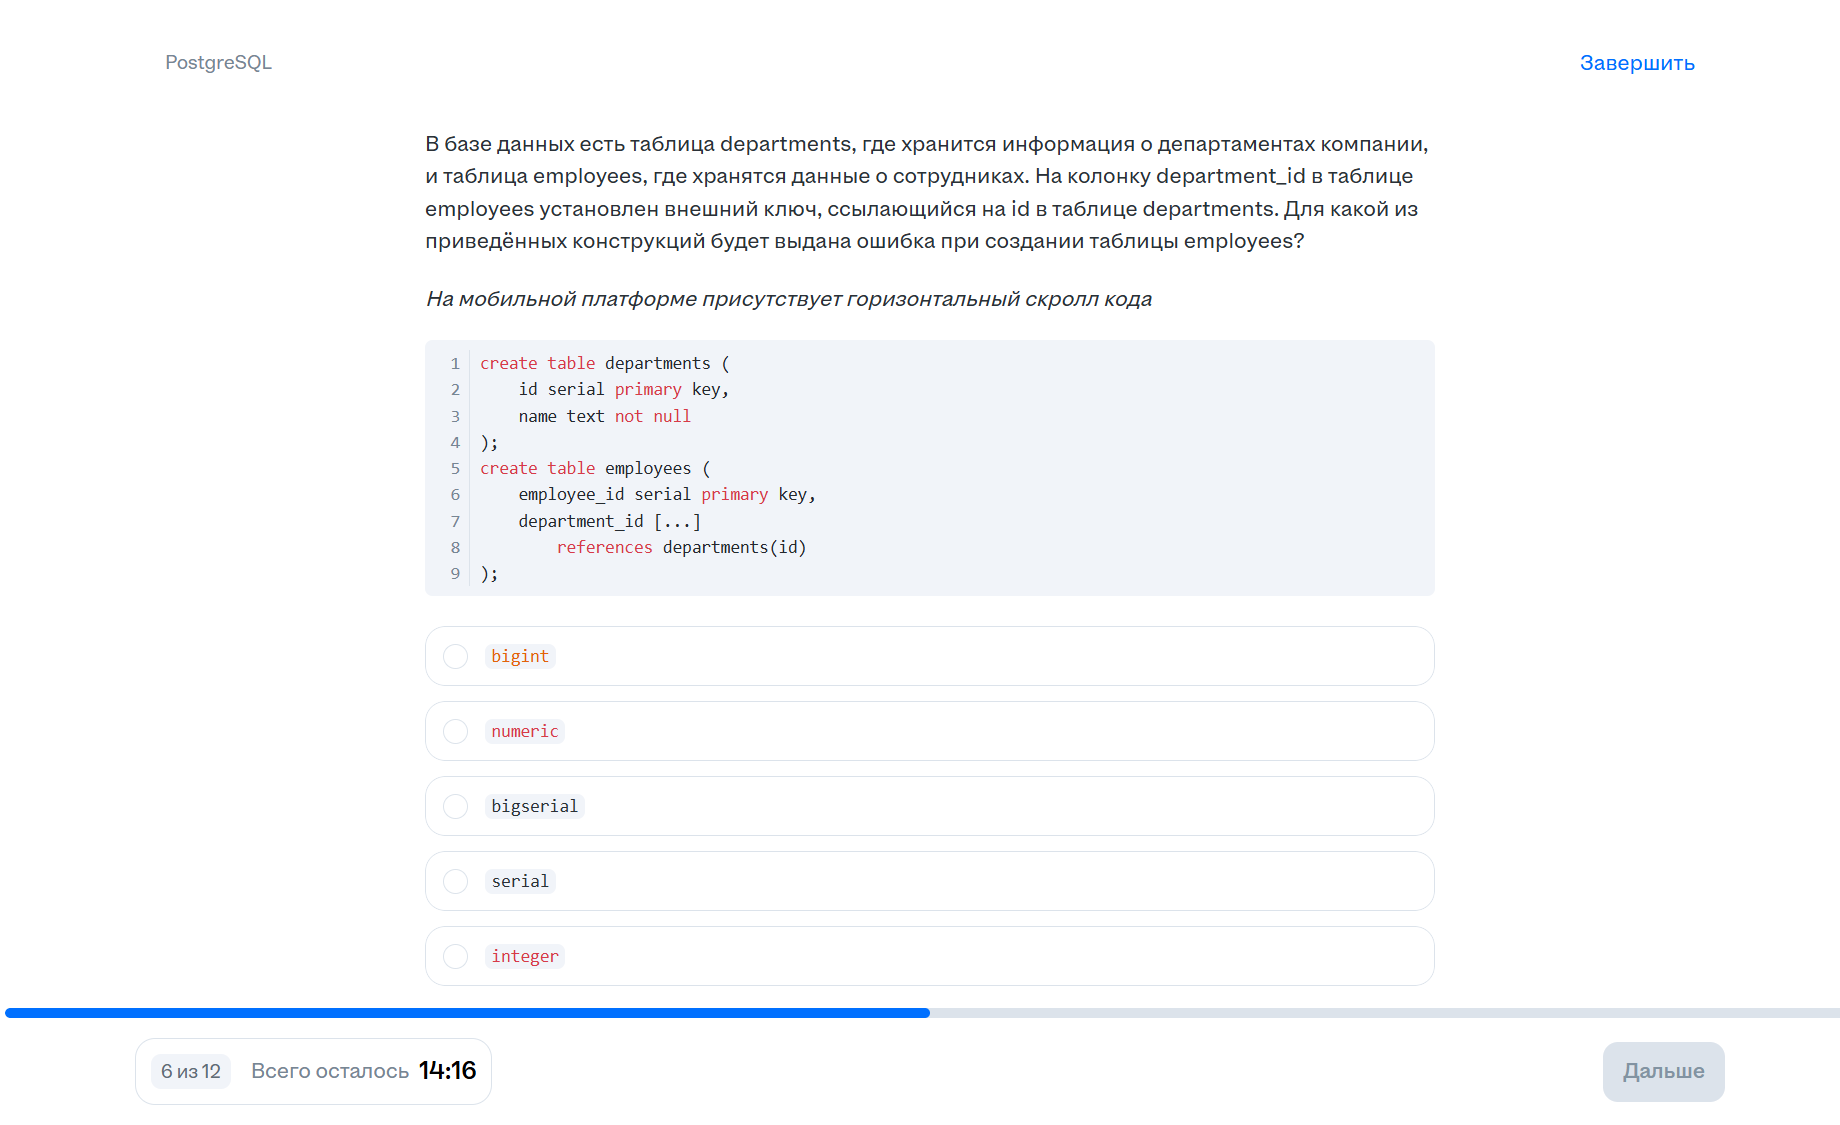 PostgreSQL
Завершить
В базе данных есть таблица departments, где хранится информация о департаментах компании,
и таблица employees, где хранятся данные о сотрудниках. На колонку department_id в таблице
employees установлен внешний ключ, ссылающийся на id в таблице departments. Для какой из
приведённых конструкций будет выдана ошибка при создании таблицы employees?
На мобильной платформе присутствует горизонтальный скролл кода
1 create table departments (
2     id serial primary key,
3     name text not null
4 );
5 create table employees (
6     employee_id serial primary key,
7     department_id [...]
8         references departments(id)
9 );
bigint
numeric
bigserial
serial
integer
6 из 12 Всего осталось 14:16
Дальше